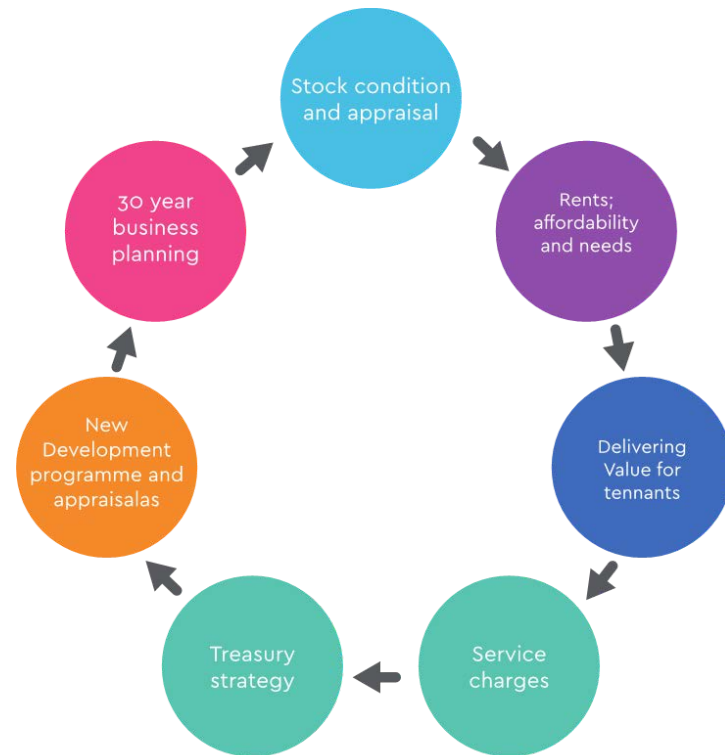 Stock condition
and appraisal
Rents;
affordability
and needs
Delivering
Value for
tennants
Service
charges
Treasury
strategy
New
Development
programme and
appraisalas
30 year
business
planning